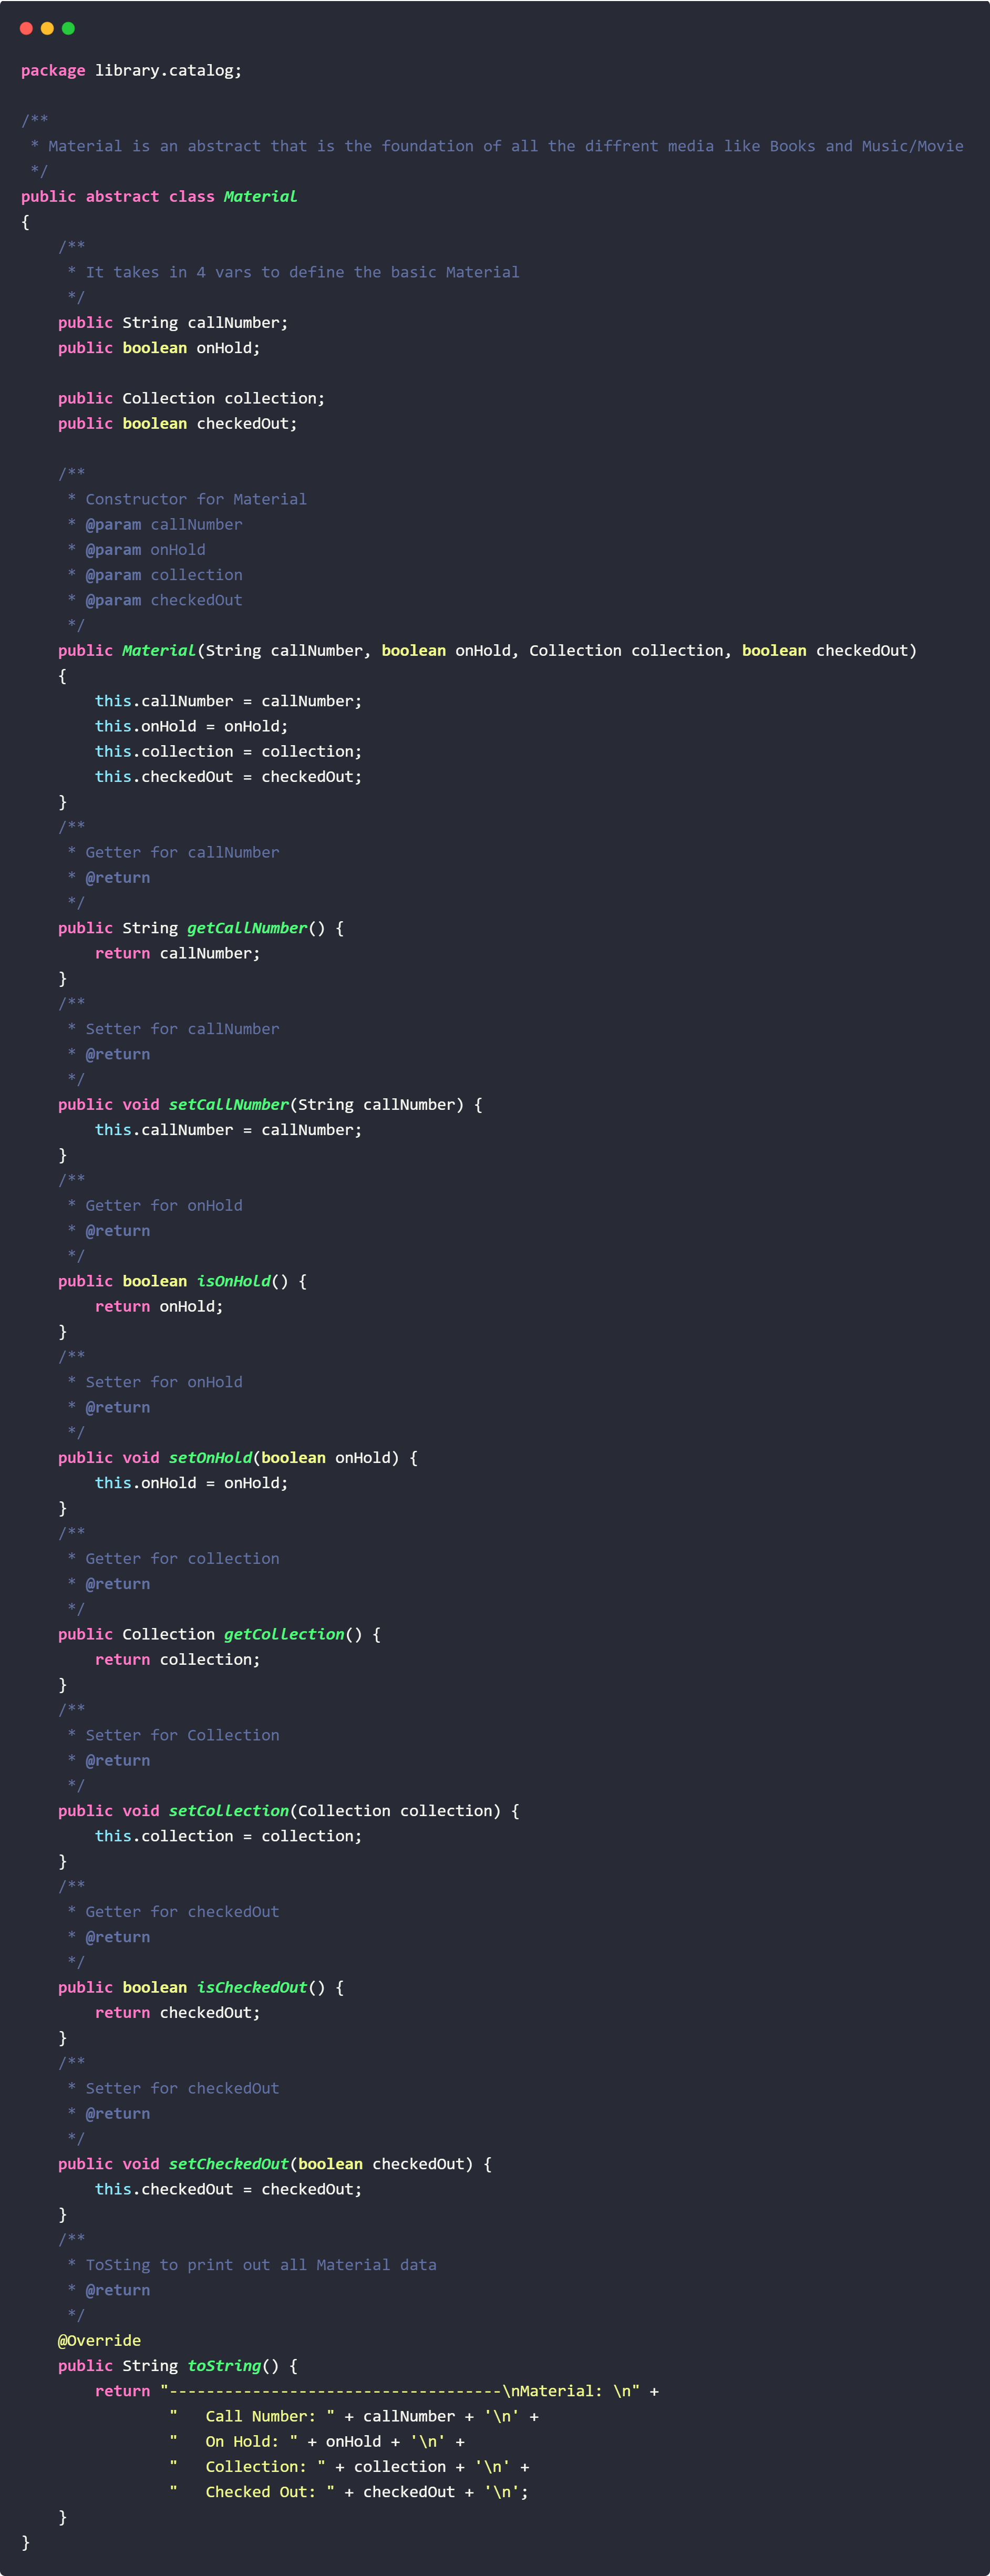 package library.catalog;

/**
 * Material is an abstract that is the foundation of all the diffrent media like Books and Music/Movie
 */
public abstract class Material
{
    /**
     * It takes in 4 vars to define the basic Material
     */
    public String callNumber;
    public boolean onHold;

    public Collection collection;
    public boolean checkedOut;

    /**
     * Constructor for Material
     * @param callNumber
     * @param onHold
     * @param collection
     * @param checkedOut
     */
    public Material(String callNumber, boolean onHold, Collection collection, boolean checkedOut)
    {
        this.callNumber = callNumber;
        this.onHold = onHold;
        this.collection = collection;
        this.checkedOut = checkedOut;
    }
    /**
     * Getter for callNumber
     * @return
     */
    public String getCallNumber() {
        return callNumber;
    }
    /**
     * Setter for callNumber
     * @return
     */
    public void setCallNumber(String callNumber) {
        this.callNumber = callNumber;
    }
    /**
     * Getter for onHold
     * @return
     */
    public boolean isOnHold() {
        return onHold;
    }
    /**
     * Setter for onHold
     * @return
     */
    public void setOnHold(boolean onHold) {
        this.onHold = onHold;
    }
    /**
     * Getter for collection
     * @return
     */
    public Collection getCollection() {
        return collection;
    }
    /**
     * Setter for Collection
     * @return
     */
    public void setCollection(Collection collection) {
        this.collection = collection;
    }
    /**
     * Getter for checkedOut
     * @return
     */
    public boolean isCheckedOut() {
        return checkedOut;
    }
    /**
     * Setter for checkedOut
     * @return
     */
    public void setCheckedOut(boolean checkedOut) {
        this.checkedOut = checkedOut;
    }
    /**
     * ToSting to print out all Material data
     * @return
     */
    @Override
    public String toString() {
        return "------------------------------------\nMaterial: \n" +
                "   Call Number: " + callNumber + '\n' +
                "   On Hold: " + onHold + '\n' +
                "   Collection: " + collection + '\n' +
                "   Checked Out: " + checkedOut + '\n';
    }
}